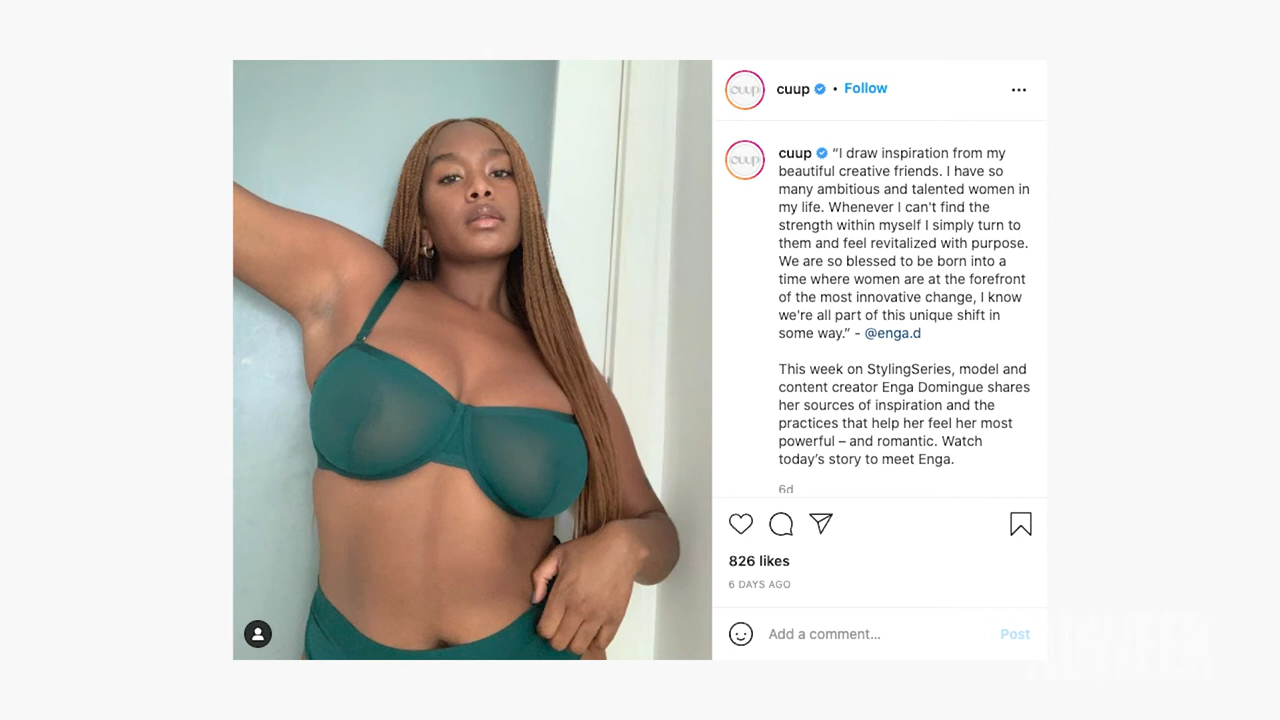 cuup • Follow
cuup “I draw inspiration from my
beautiful creative friends. I have so
many ambitious and talented women in
my life. Whenever I can't find the
strength within myself I simply turn to
them and feel revitalized with purpose.
We are so blessed to be born into a
time where women are at the forefront
of the most innovative change, I know
we're all part of this unique shift in
some way.” - @enga.d
This week on StylingSeries, model and
content creator Enga Domingue shares
her sources of inspiration and the
practices that help her feel her most
powerful – and romantic. Watch
today’s story to meet Enga.
6d
826 likes
6 DAYS AGO
Add a comment...
Post
ADWEEK